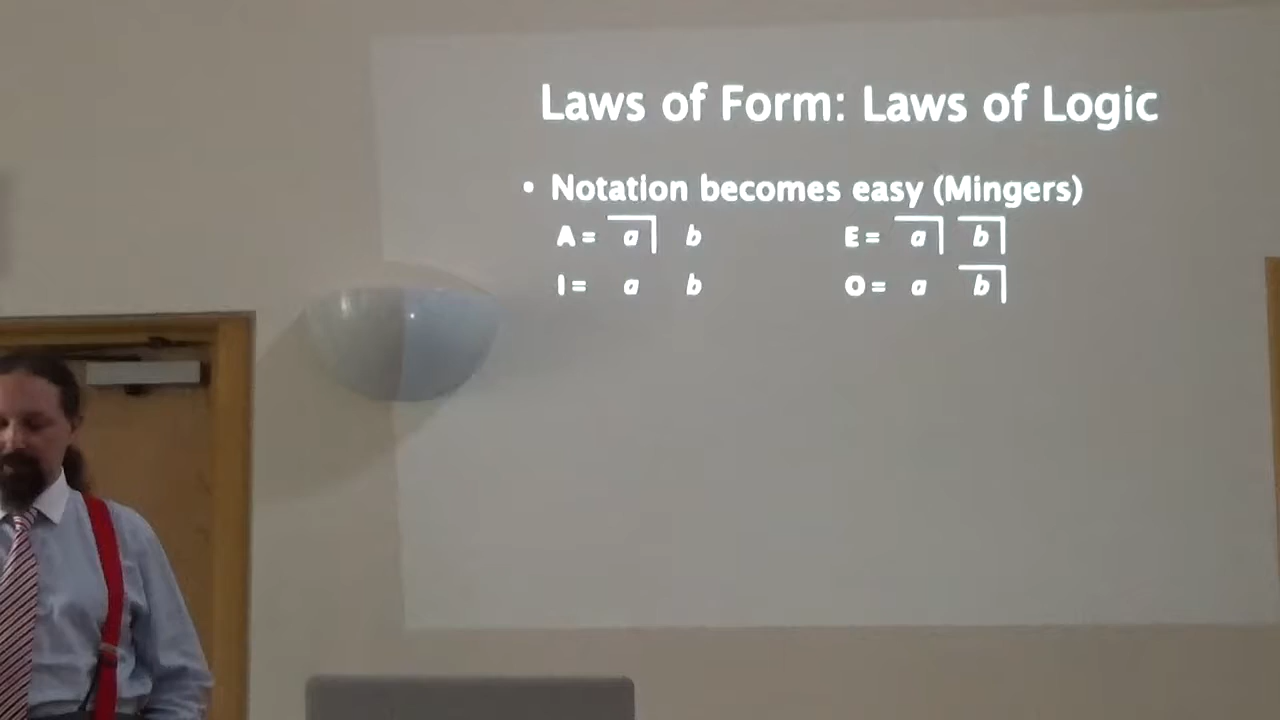 Laws of Form: Laws of Logic
• Notation becomes easy (Mingers)
A = a̅| b E = a̅| b̅|
I = a b O = a b̅|